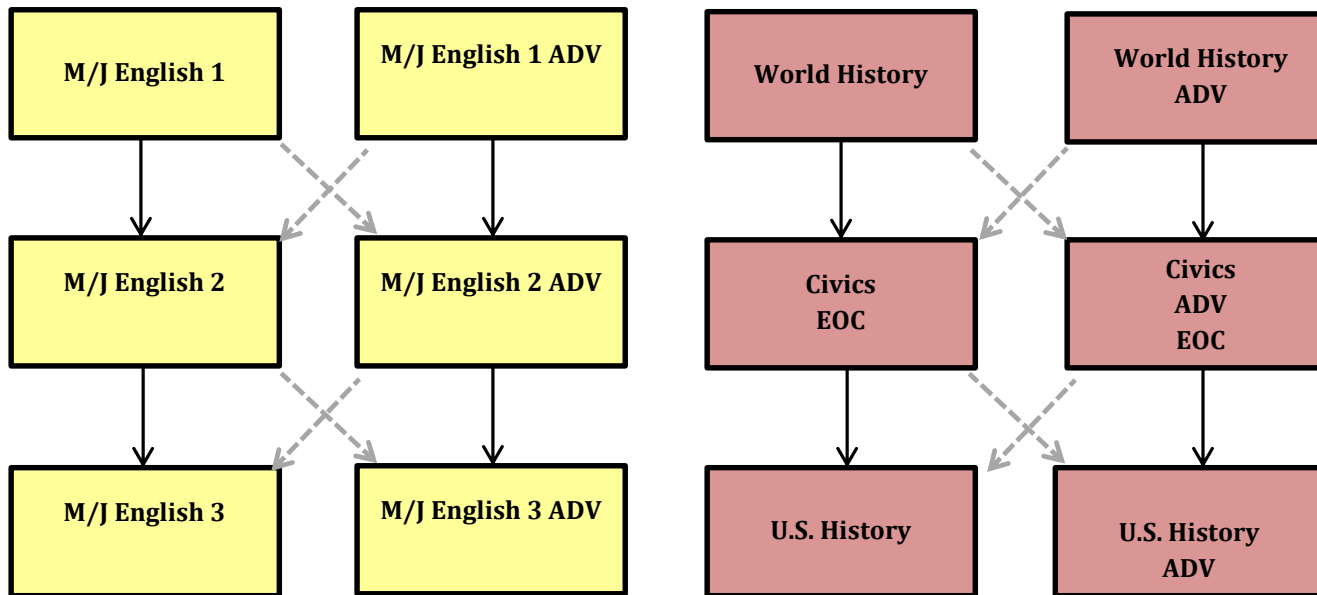 M/J English 1
M/J English 1 ADV
World History
World History
ADV
M/J English 2
M/J English 2 ADV
Civics
EOC
Civics
ADV
EOC
M/J English 3
M/J English 3 ADV
U.S. History
U.S. History
ADV